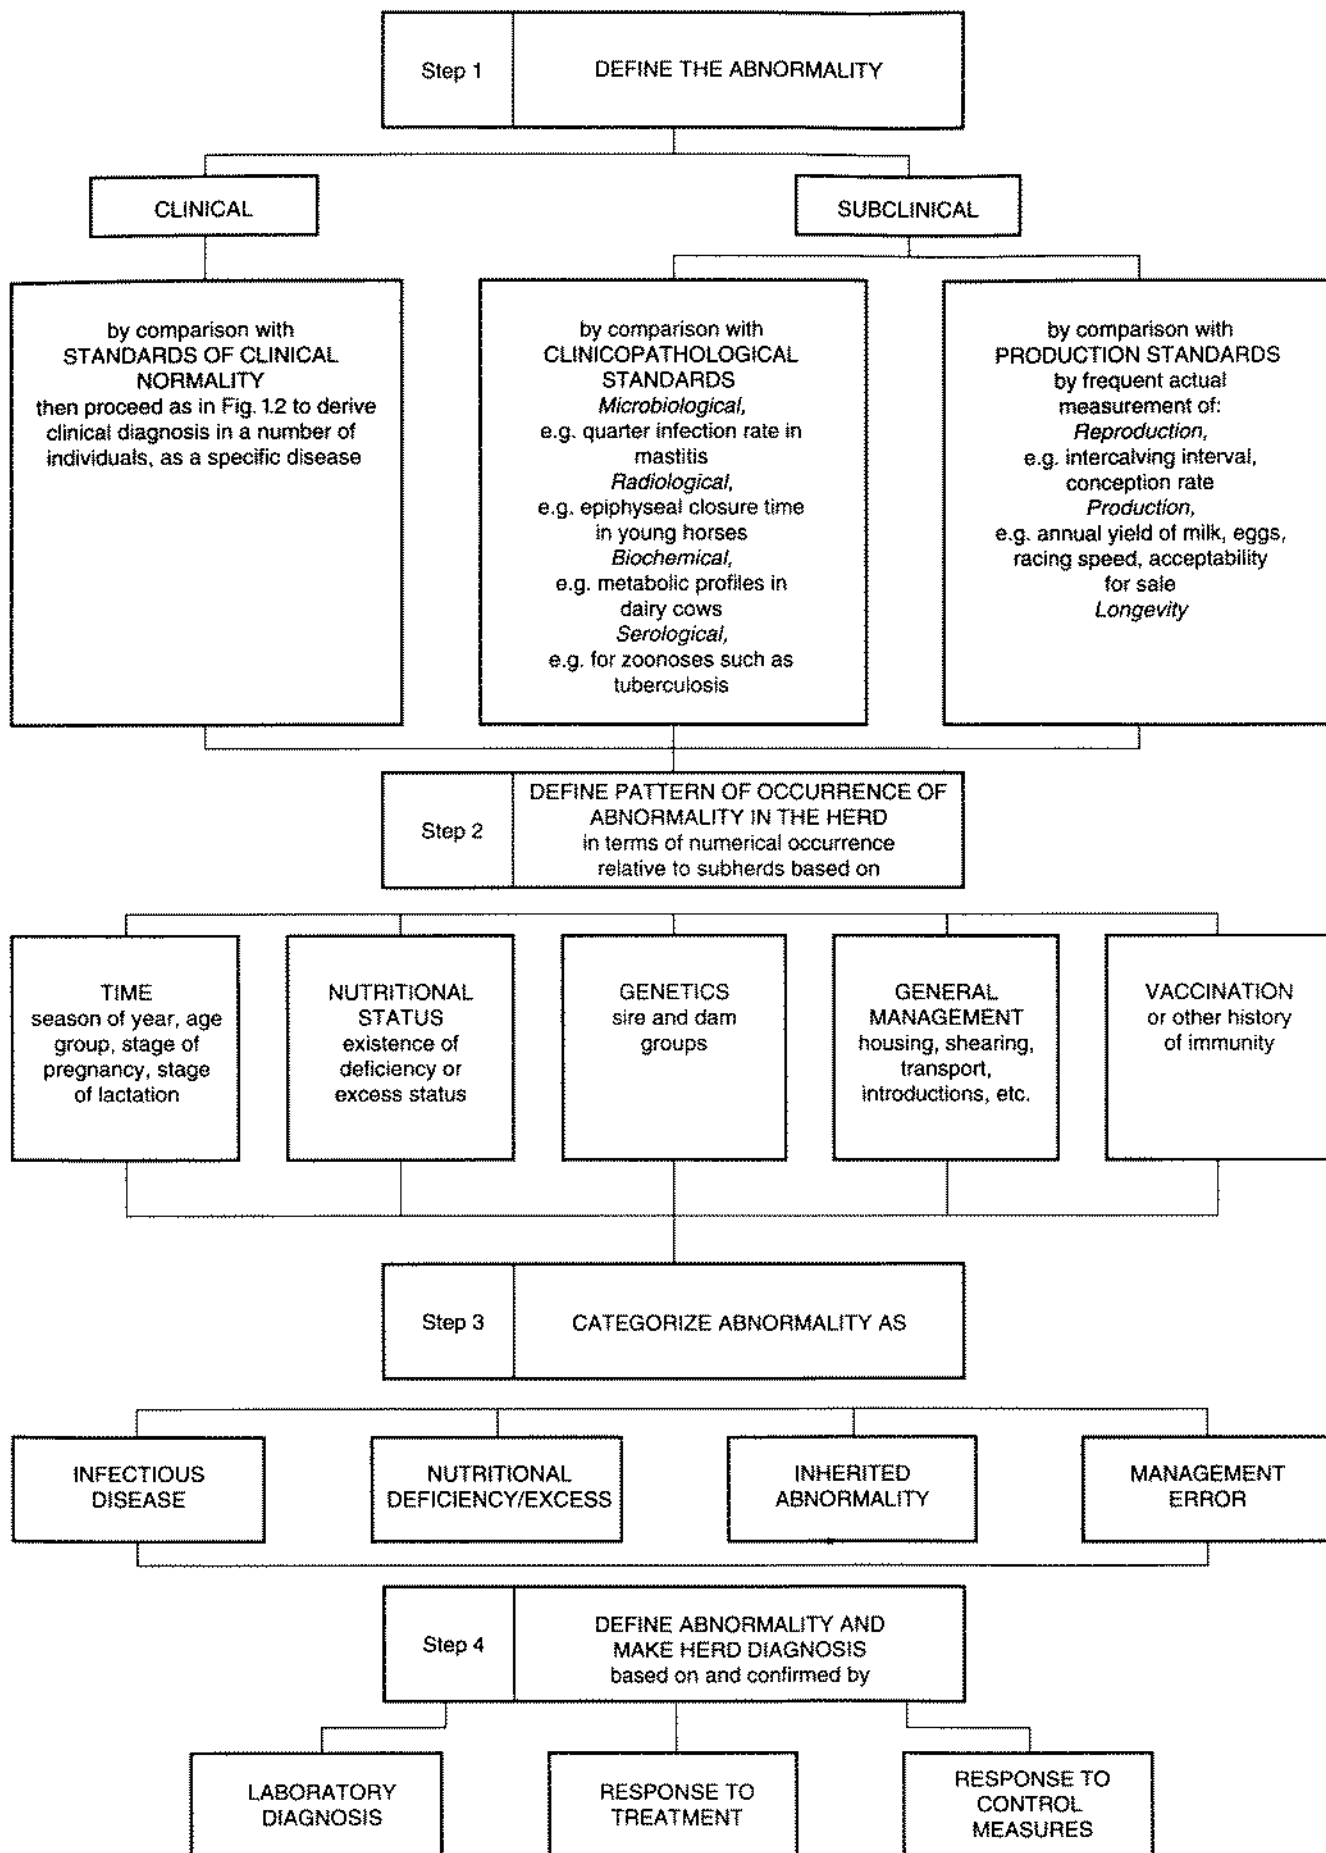 Step 1
DEFINE THE ABNORMALITY
CLINICAL
SUBCLINICAL
by comparison with
STANDARDS OF CLINICAL
NORMALITY
then proceed as in Fig. 1.2 to derive
clinical diagnosis in a number of
individuals, as a specific disease
by comparison with
CLINICOPATHOLOGICAL
STANDARDS
Microbiological,
e.g. quarter infection rate in
mastitis
Radiological,
e.g. epiphyseal closure time
in young horses
Biochemical,
e.g. metabolic profiles in
dairy cows
Serological,
e.g. for zoonoses such as
tuberculosis
by comparison with
PRODUCTION STANDARDS
by frequent actual
measurement of:
Reproduction,
e.g. intercalving interval,
conception rate
Production,
e.g. annual yield of milk, eggs,
racing speed, acceptability
for sale
Longevity
Step 2
DEFINE PATTERN OF OCCURRENCE OF
ABNORMALITY IN THE HERD
in terms of numerical occurrence
relative to subherds based on
TIME
season of year, age
group, stage of
pregnancy, stage
of lactation
NUTRITIONAL
STATUS
existence of
deficiency or
excess status
GENETICS
sire and dam
groups
GENERAL
MANAGEMENT
housing, shearing,
transport,
introductions, etc.
VACCINATION
or other history
of immunity
Step 3
CATEGORIZE ABNORMALITY AS
INFECTIOUS
DISEASE
NUTRITIONAL
DEFICIENCY/EXCESS
INHERITED
ABNORMALITY
MANAGEMENT
ERROR
Step 4
DEFINE ABNORMALITY AND
MAKE HERD DIAGNOSIS
based on and confirmed by
LABORATORY
DIAGNOSIS
RESPONSE TO
TREATMENT
RESPONSE TO
CONTROL
MEASURES